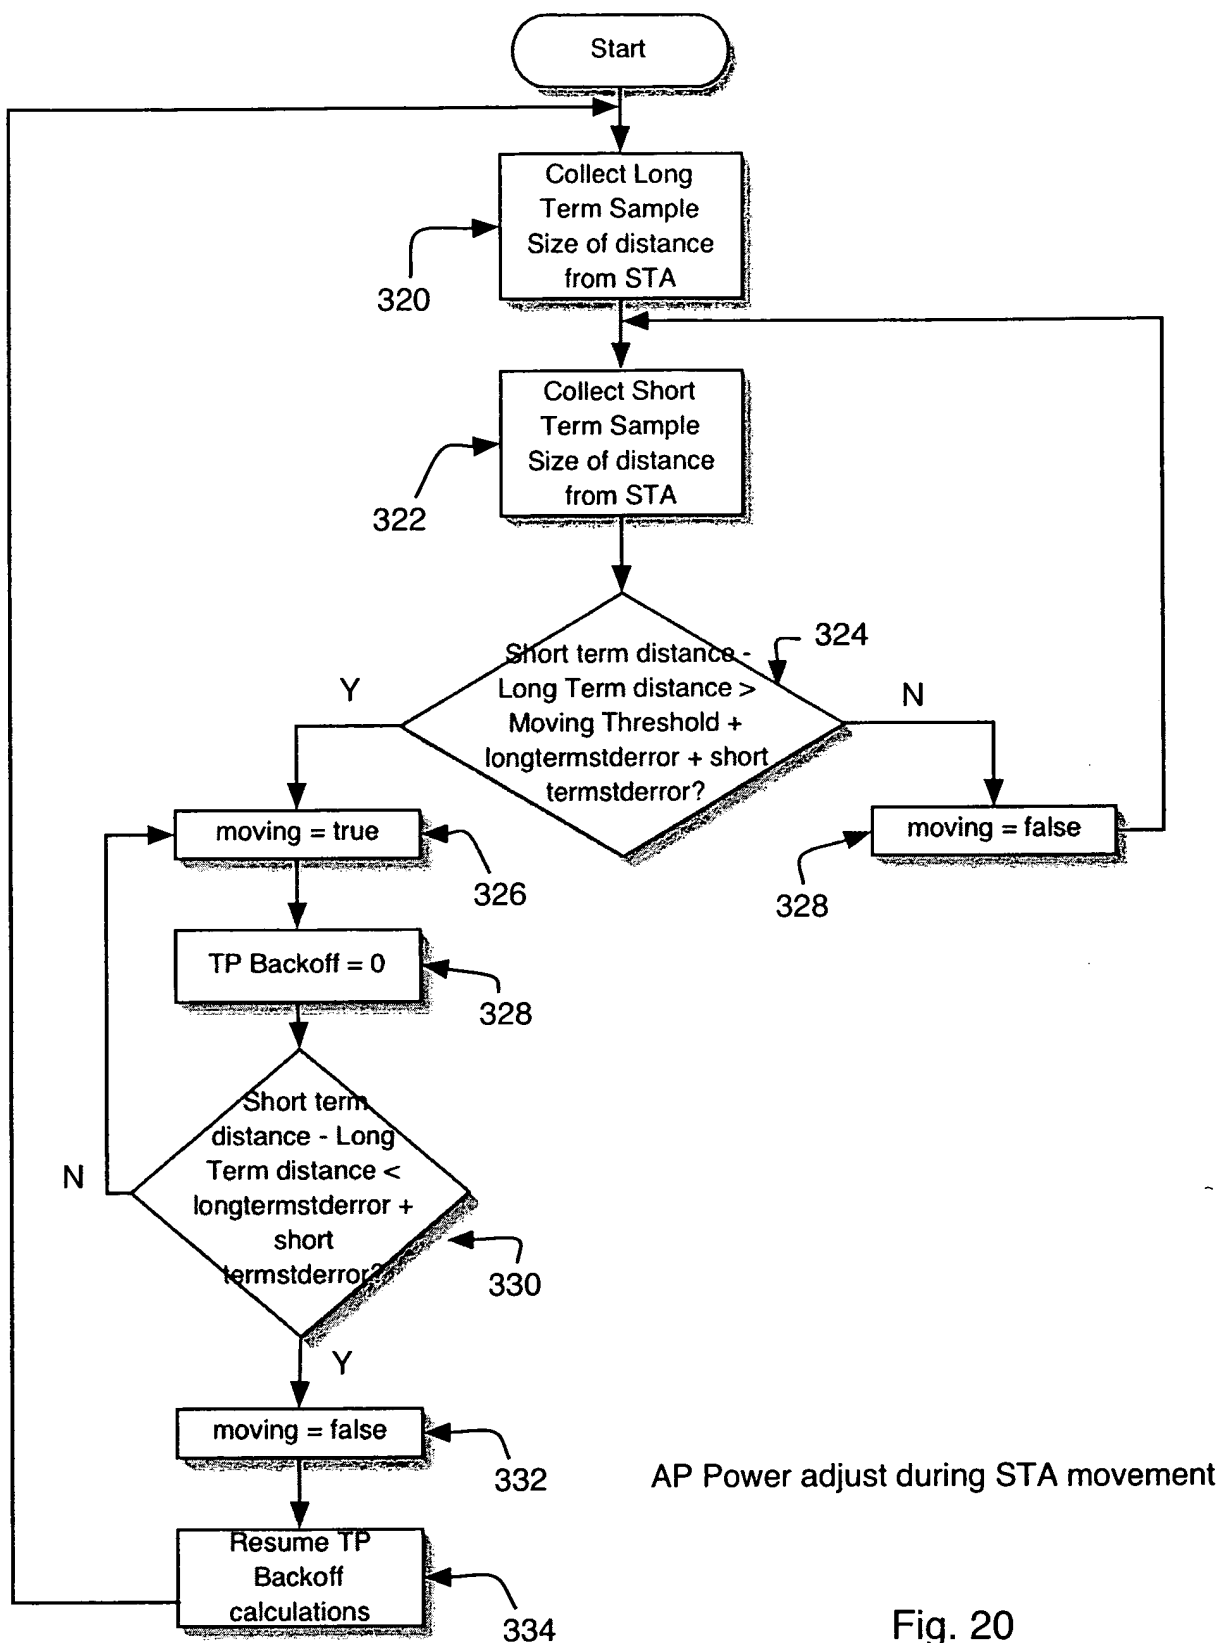 Start
Collect Long
Term Sample
Size of distance
from STA
320
Collect Short
Term Sample
Size of distance
from STA
322
324
Short term distance -
Long Term distance >
Moving Threshold +
longtermstderror + short
termstderror?
Y
N
moving = true
326
moving = false
328
TP Backoff = 0
328
Short term
distance - Long
Term distance <
longtermstderror +
short
termstderror?
N
330
Y
moving = false
332
AP Power adjust during STA movement
Resume TP
Backoff
calculations
334
Fig. 20